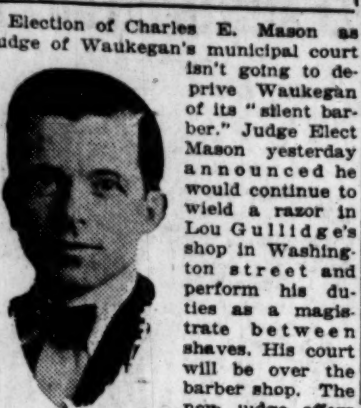 Election of Charles E. Mason as
udge of Waukegan's municipal court
isn't going to de-
prive Waukegan
of its "silent bar-
ber." Judge Elect
Mason yesterday
announced he
would continue to
wield a razor in
Lou Gullidge's
shop in Washing-
ton street and
perform his du-
ties as a magis-
trate between
shaves. His court
will be over the
barber shop. The